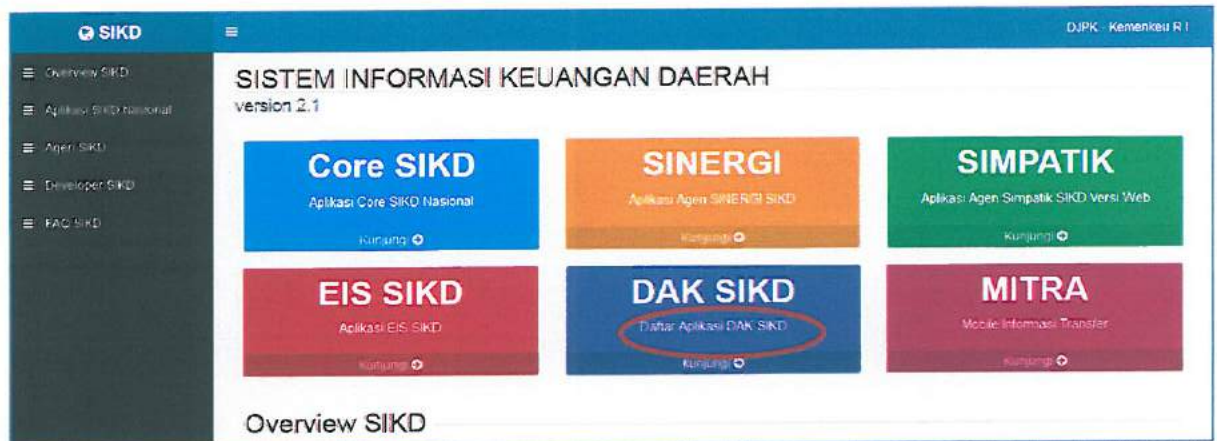 SIKD
DJPK - Kemenkeu R I
Overview SIKD
Aplikasi SIKD Nasional
Agen SIKD
Developer SIKD
FAQ SIKD
SISTEM INFORMASI KEUANGAN DAERAH
version 2.1
Core SIKD
Aplikasi Core SIKD Nasional
Kunjungi
SINERGI
Aplikasi Agen SINERGI SIKD
Kunjungi
SIMPATIK
Aplikasi Agen Simpatik SIKD Versi Web
Kunjungi
EIS SIKD
Aplikasi EIS SIKD
Kunjungi
DAK SIKD
Daftar Aplikasi DAK SIKD
Kunjungi
MITRA
Mobile Informasi Transfer
Kunjungi
Overview SIKD